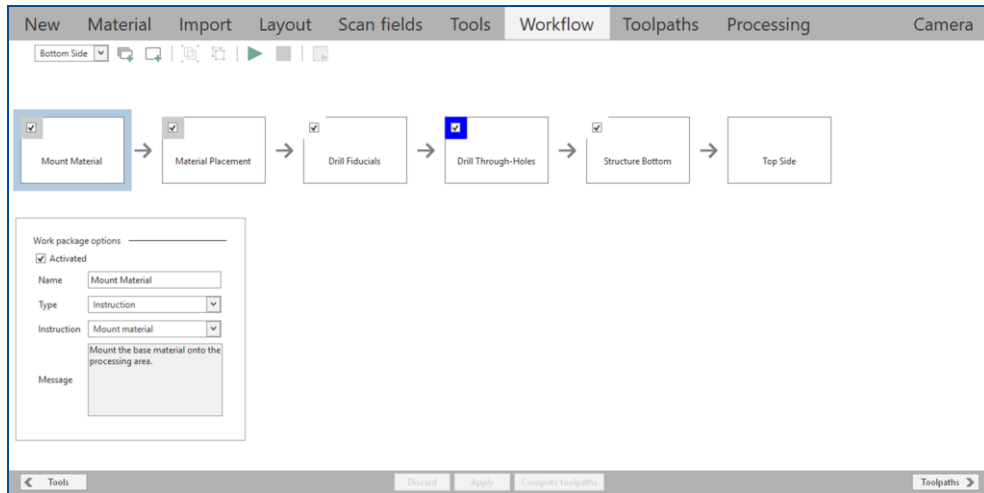 New Material Import Layout Scan fields Tools Workflow Toolpaths Processing Camera
Bottom Side
Mount Material Material Placement Drill Fiducials Drill Through-Holes Structure Bottom Top Side
Work package options
Activated
Name Mount Material
Type Instruction
Instruction Mount material
Mount the base material onto the
processing area.
Message
Tools Discard Apply Compute toolpaths Toolpaths